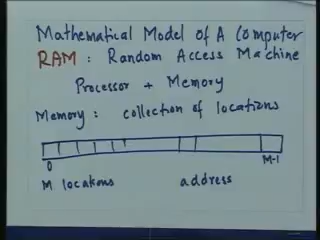 Mathematical Model of A Computer
RAM : Random Access Machine
Processor + Memory
Memory : collection of locations
0 M-1
M locations address